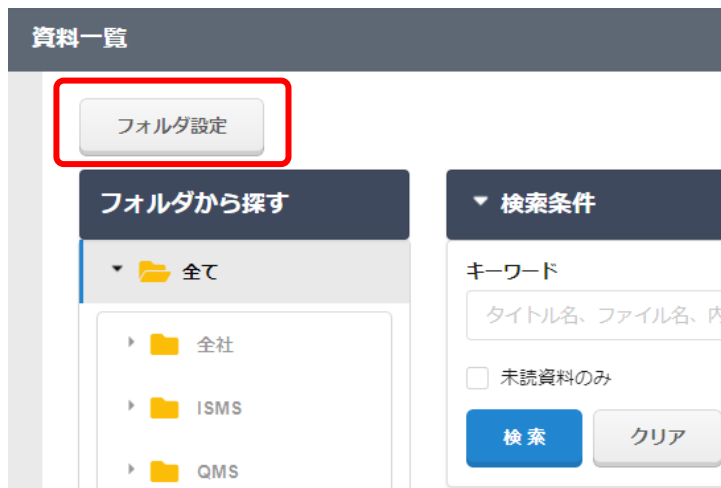 資料一覧
フォルダ設定
フォルダから探す
全て
全社
ISMS
QMS
検索条件
キーワード
タイトル名、ファイル名、内
未読資料のみ
検索
クリア